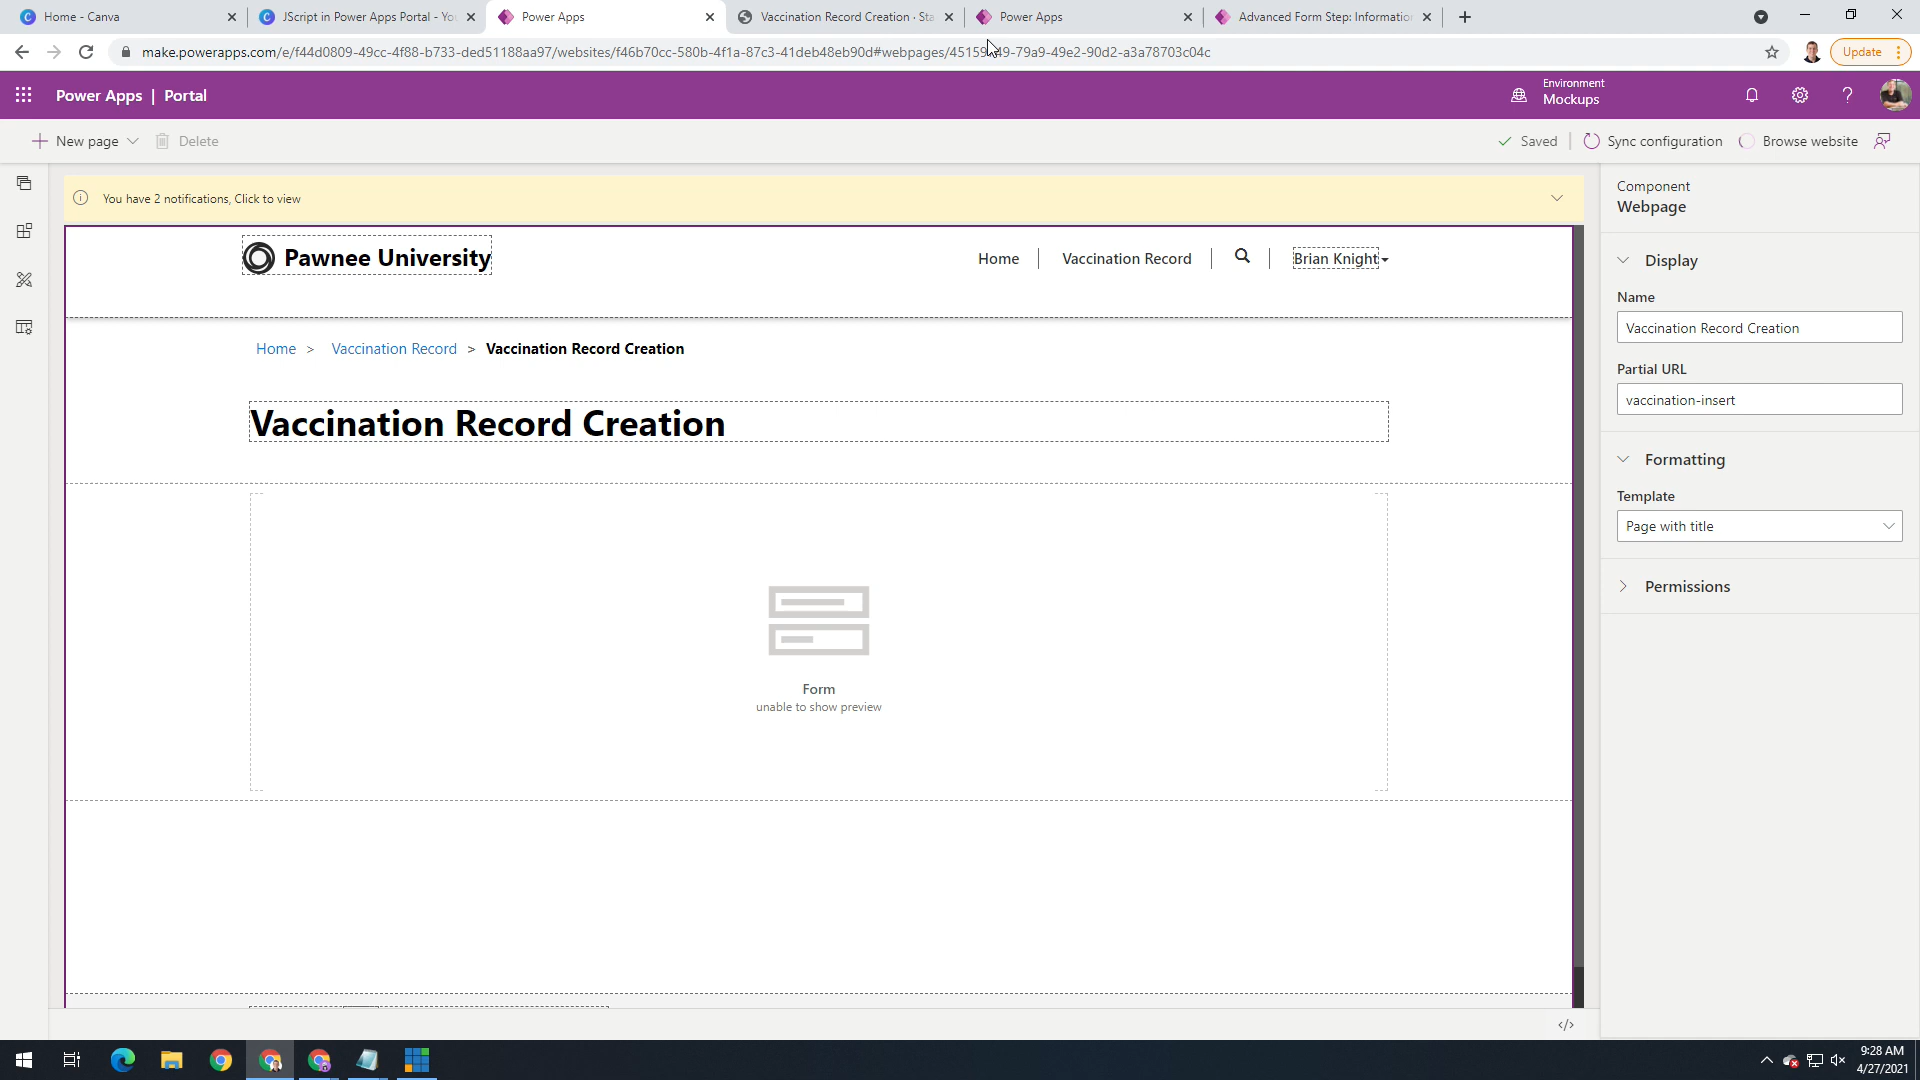 Home - Canva
JScript in Power Apps Portal - Yo
Power Apps
Vaccination Record Creation · Sta
Power Apps
Advanced Form Step: Informatio
make.powerapps.com/e/f44d0809-49cc-4f88-b733-ded51188aa97/websites/f46b70cc-580b-4f1a-87c3-41deb48eb90d#webpages/45159 49-79a9-49e2-90d2-a3a78703c04c
Update
Power Apps | Portal
Environment
Mockups
New page
Delete
Saved
Sync configuration
Browse website
You have 2 notifications, Click to view
Pawnee University
Home
Vaccination Record
Brian Knight
Home > Vaccination Record > Vaccination Record Creation
Vaccination Record Creation
Form
unable to show preview
Component
Webpage
Display
Name
Vaccination Record Creation
Partial URL
vaccination-insert
Formatting
Template
Page with title
Permissions
</>
9:28 AM
4/27/2021